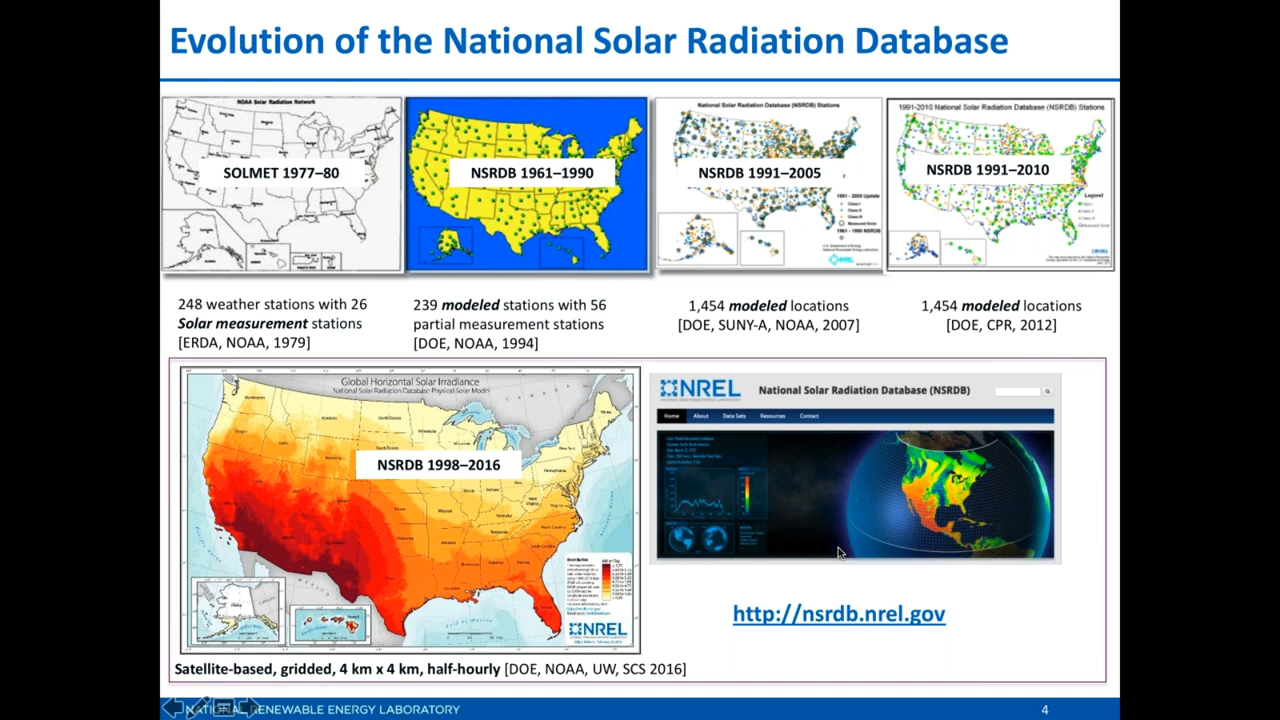 Evolution of the National Solar Radiation Database
NOAA Solar Radiation Network
SOLMET 1977–80
NSRDB 1961–1990
National Solar Radiation Database (NSRDB) Stations
NSRDB 1991–2005
NREL
1991-2010 National Solar Radiation Database (NSRDB) Stations
NSRDB 1991–2010
Legend
248 weather stations with 26
Solar measurement stations
[ERDA, NOAA, 1979]
239 modeled stations with 56
partial measurement stations
[DOE, NOAA, 1994]
1,454 modeled locations
[DOE, SUNY-A, NOAA, 2007]
1,454 modeled locations
[DOE, CPR, 2012]
Global Horizontal Solar Irradiance
National Solar Radiation Database Physical Solar Model
NSRDB 1998–2016
NREL
NREL
National Solar Radiation Database (NSRDB)
Home About Data Sets Resources Contact
http://nsrdb.nrel.gov
Satellite-based, gridded, 4 km x 4 km, half-hourly [DOE, NOAA, UW, SCS 2016]
NATIONAL RENEWABLE ENERGY LABORATORY
4